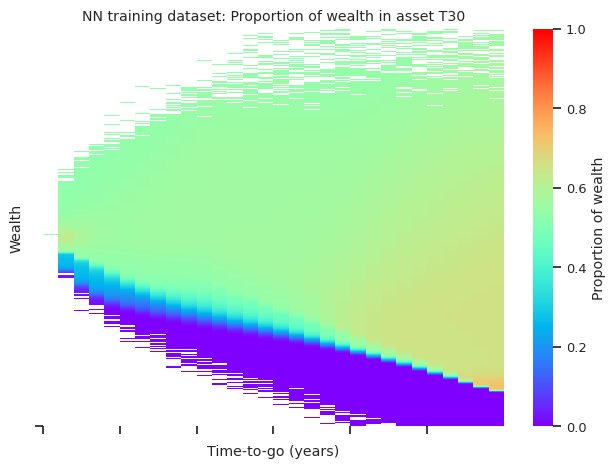 NN training dataset: Proportion of wealth in asset T30
Wealth
Time-to-go (years)
1.0
0.8
0.6
0.4
0.2
0.0
Proportion of wealth